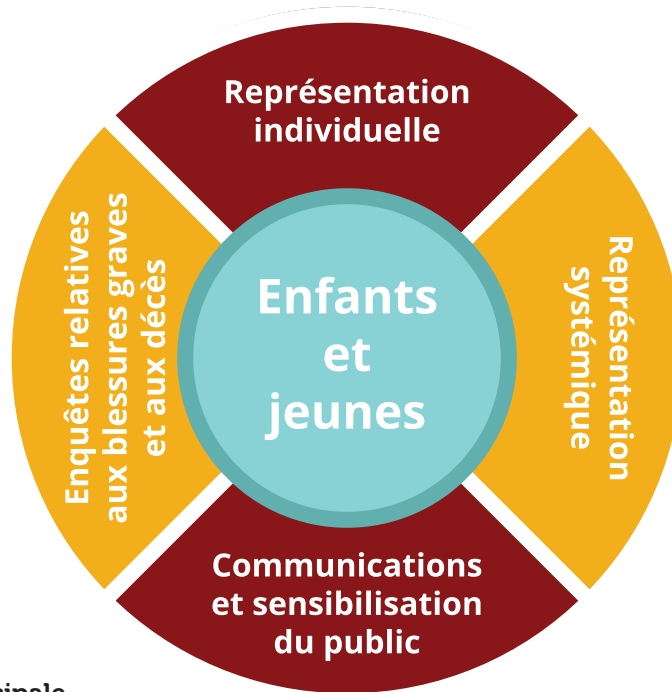 Représentation
individuelle
Représentation
systémique
Enfants
et
jeunes
Enquêtes relatives
aux blessures graves
et aux décès
Communications
et sensibilisation
du public